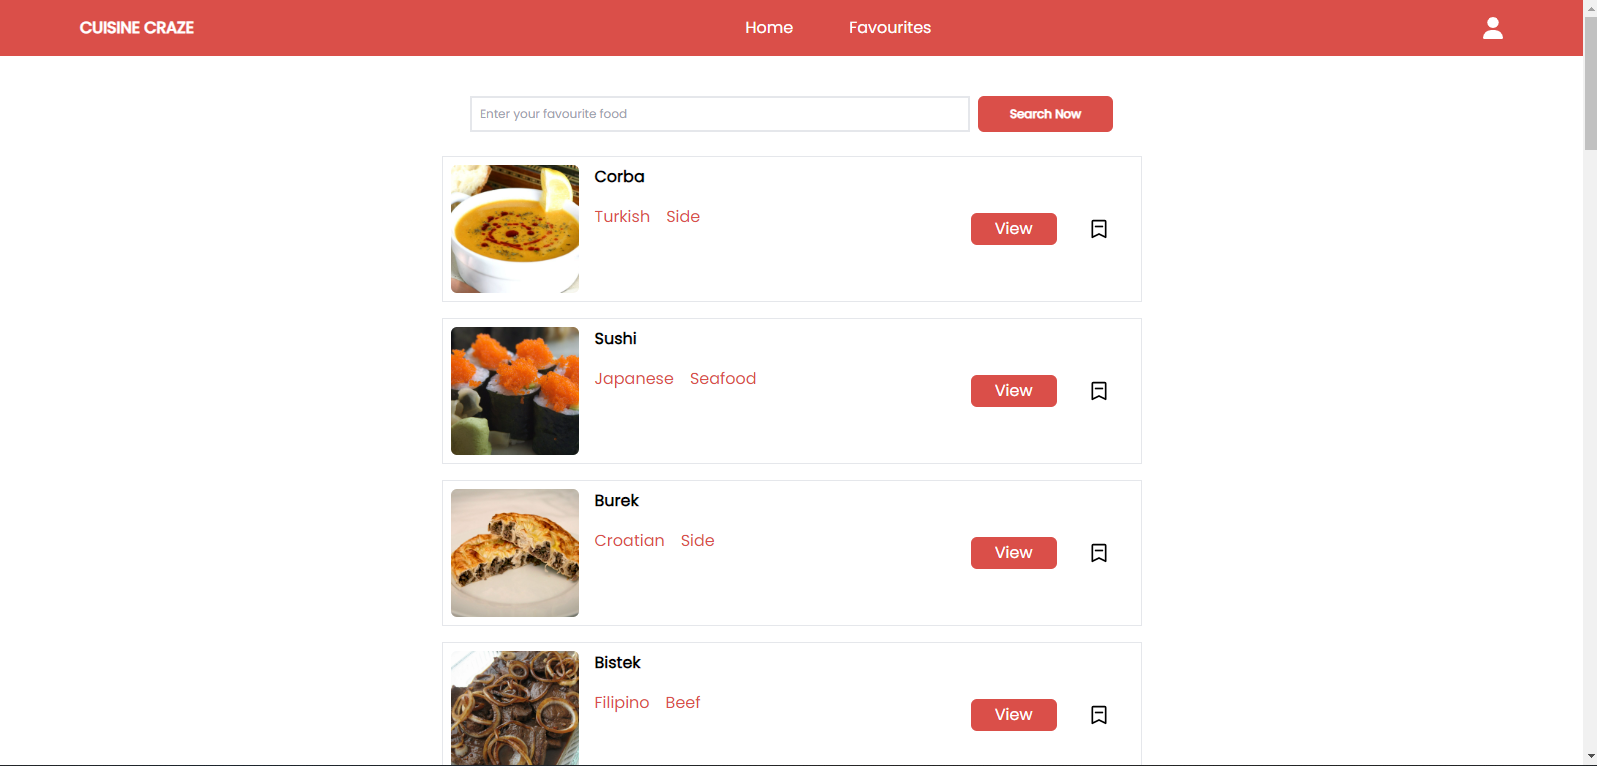 CUISINE CRAZE Home Favourites
Enter your favourite food Search Now
Corba
Turkish Side
View
Sushi
Japanese Seafood
View
Burek
Croatian Side
View
Bistek
Filipino Beef
View